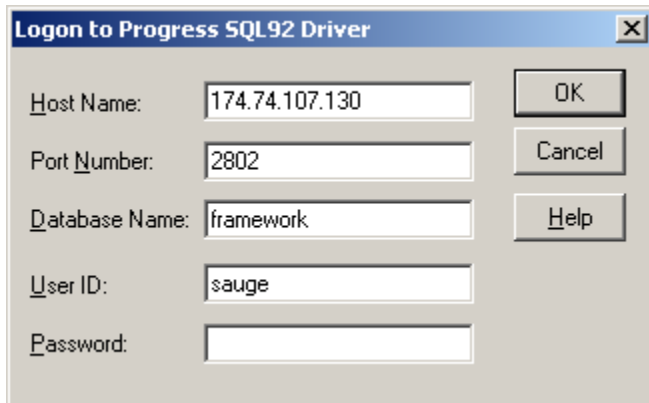 Logon to Progress SQL92 Driver
Host Name: 174.74.107.130 OK
Port Number: 2802 Cancel
Database Name: framework Help
User ID: sauge
Password: